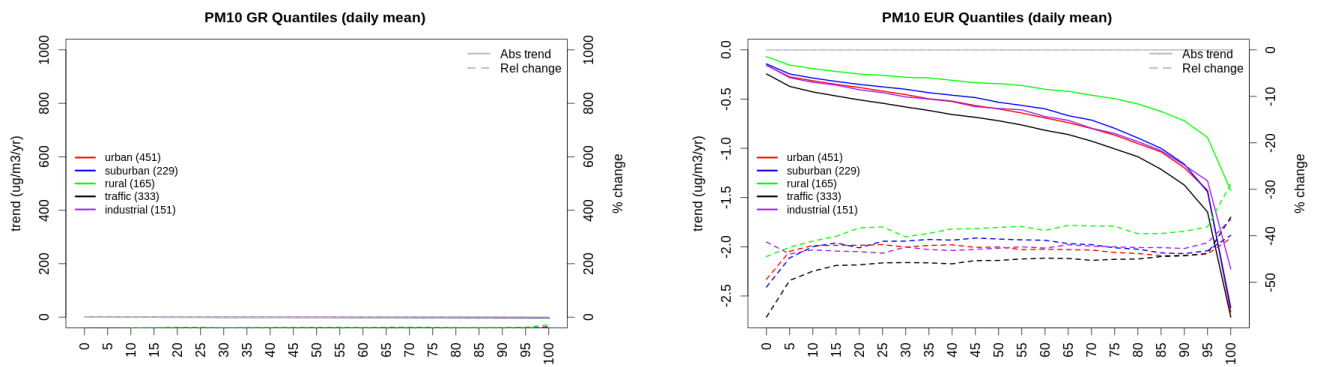 PM10 GR Quantiles (daily mean)
trend (ug/m3/yr)
1000
800
600
400
200
0
Abs trend
Rel change
urban (451)
suburban (229)
rural (165)
traffic (333)
industrial (151)
1000
800
600
400
200
0
% change
0 5 10 15 20 25 30 35 40 45 50 55 60 65 70 75 80 85 90 95 100
PM10 EUR Quantiles (daily mean)
trend (ug/m3/yr)
0.0
-0.5
-1.0
-1.5
-2.0
-2.5
Abs trend
Rel change
urban (451)
suburban (229)
rural (165)
traffic (333)
industrial (151)
0
-10
-20
-30
-40
-50
% change
0 5 10 15 20 25 30 35 40 45 50 55 60 65 70 75 80 85 90 95 100